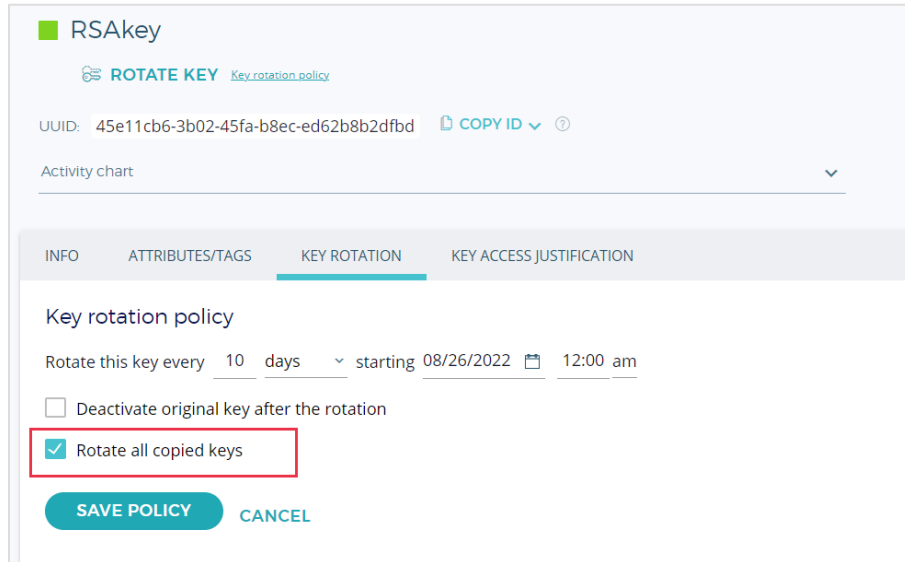 RSAkey
ROTATE KEY Key rotation policy
UUID: 45e11cb6-3b02-45fa-b8ec-ed62b8b2dfbd COPY ID ?
Activity chart
INFO ATTRIBUTES/TAGS KEY ROTATION KEY ACCESS JUSTIFICATION
Key rotation policy
Rotate this key every 10 days starting 08/26/2022 12:00 am
Deactivate original key after the rotation
Rotate all copied keys
SAVE POLICY CANCEL